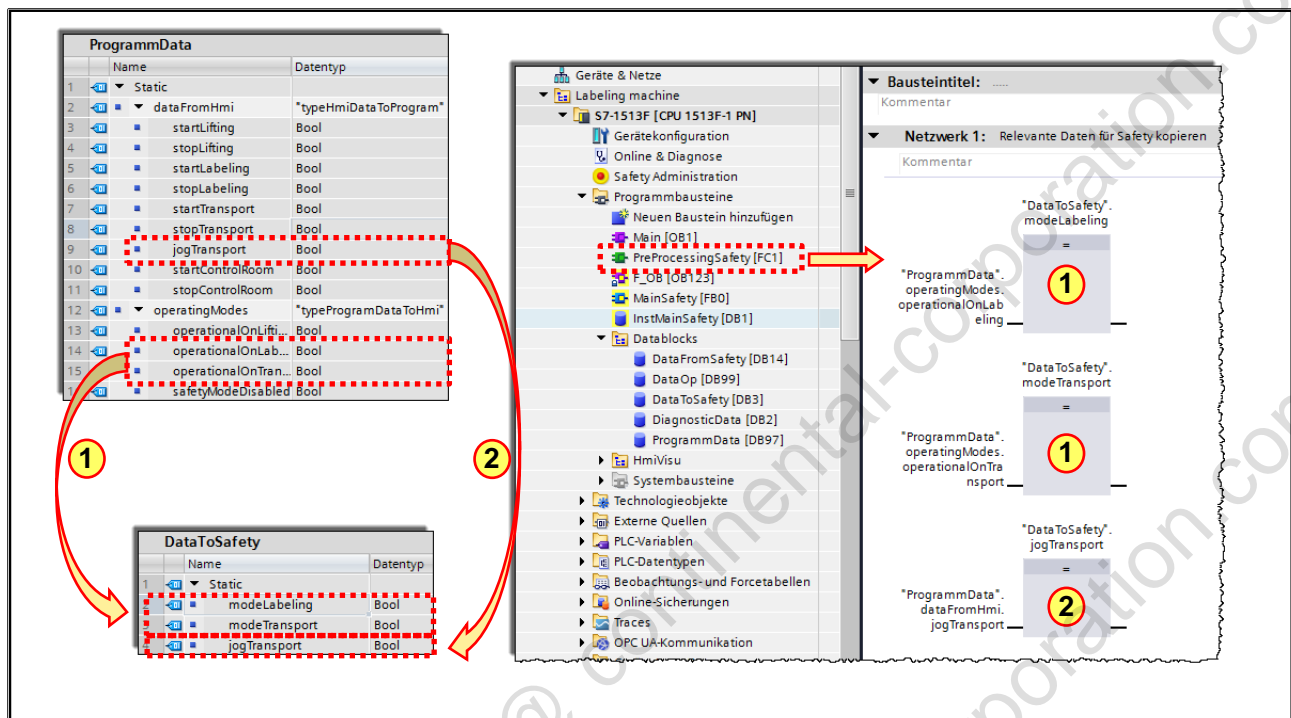 ProgrammData
Name Datentyp
1 Static
2 dataFromHmi "typeHmiDataToProgram"
3 startLifting Bool
4 stopLifting Bool
5 startLabeling Bool
6 stopLabeling Bool
7 startTransport Bool
8 stopTransport Bool
9 jogTransport Bool
10 startControlRoom Bool
11 stopControlRoom Bool
12 operatingModes "typeProgramDataToHmi"
13 operationalOnLifti... Bool
14 operationalOnLab... Bool
15 operationalOnTran... Bool
safetyModeDisabled Bool
1
2
DataToSafety
Name Datentyp
1 Static
modeLabeling Bool
modeTransport Bool
jogTransport Bool
Geräte & Netze
Labeling machine
S7-1513F [CPU 1513F-1 PN]
Gerätekonfiguration
Online & Diagnose
Safety Administration
Programmbausteine
Neuen Baustein hinzufügen
Main [OB1]
PreProcessingSafety [FC1]
F_OB [OB123]
MainSafety [FB0]
InstMainSafety [DB1]
Datablocks
DataFromSafety [DB14]
DataOp [DB99]
DataToSafety [DB3]
DiagnosticData [DB2]
ProgrammData [DB97]
HmiVisu
Systembausteine
Technologieobjekte
Externe Quellen
PLC-Variablen
PLC-Datentypen
Beobachtungs- und Forcetabellen
Online-Sicherungen
Traces
OPC UA-Kommunikation
Bausteintitel: .....
Kommentar
Netzwerk 1: Relevante Daten für Safety kopieren
Kommentar
"DataToSafety".
modeLabeling
=
"ProgrammData".
operatingModes.
operationalOnLab
eling
1
"DataToSafety".
modeTransport
=
"ProgrammData".
operatingModes.
operationalOnTra
nsport
1
"DataToSafety".
jogTransport
=
"ProgrammData".
dataFromHmi.
jogTransport
2
@ continental-corporation.com